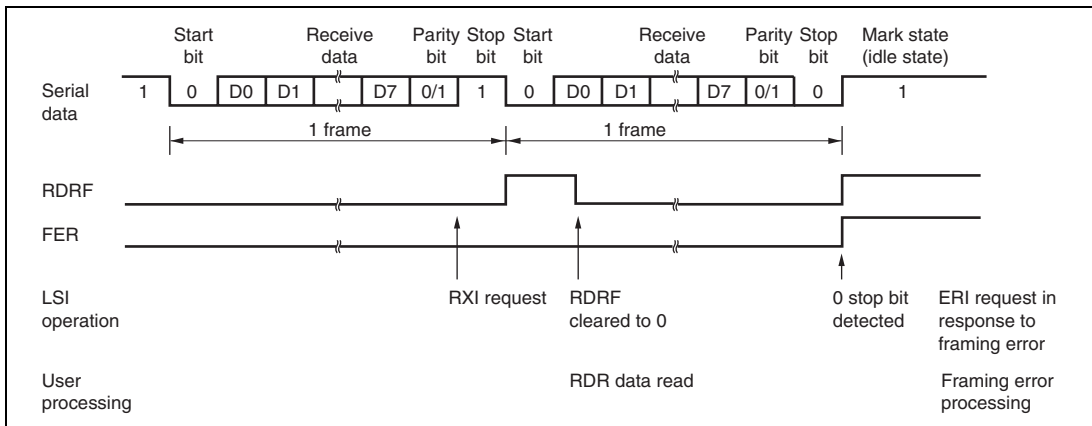 Start bit
Receive data
Parity bit
Stop bit
Start bit
Receive data
Parity bit
Stop bit
Mark state (idle state)
Serial data
1 0 D0 D1 D7 0/1 1 0 D0 D1 D7 0/1 0 1
1 frame 1 frame
RDRF
FER
LSI operation
RXI request
RDRF cleared to 0
0 stop bit detected
ERI request in response to framing error
User processing
RDR data read
Framing error processing